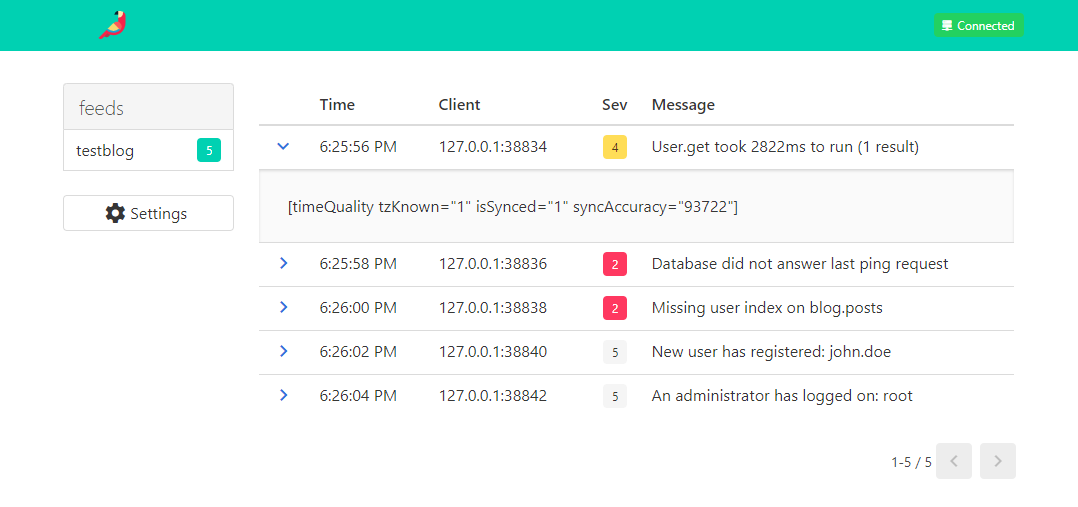 Connected
feeds
testblog 5
Settings
Time Client Sev Message
6:25:56 PM 127.0.0.1:38834 4 User.get took 2822ms to run (1 result)
[timeQuality tzKnown="1" isSynced="1" syncAccuracy="93722"]
6:25:58 PM 127.0.0.1:38836 2 Database did not answer last ping request
6:26:00 PM 127.0.0.1:38838 2 Missing user index on blog.posts
6:26:02 PM 127.0.0.1:38840 5 New user has registered: john.doe
6:26:04 PM 127.0.0.1:38842 5 An administrator has logged on: root
1-5 / 5